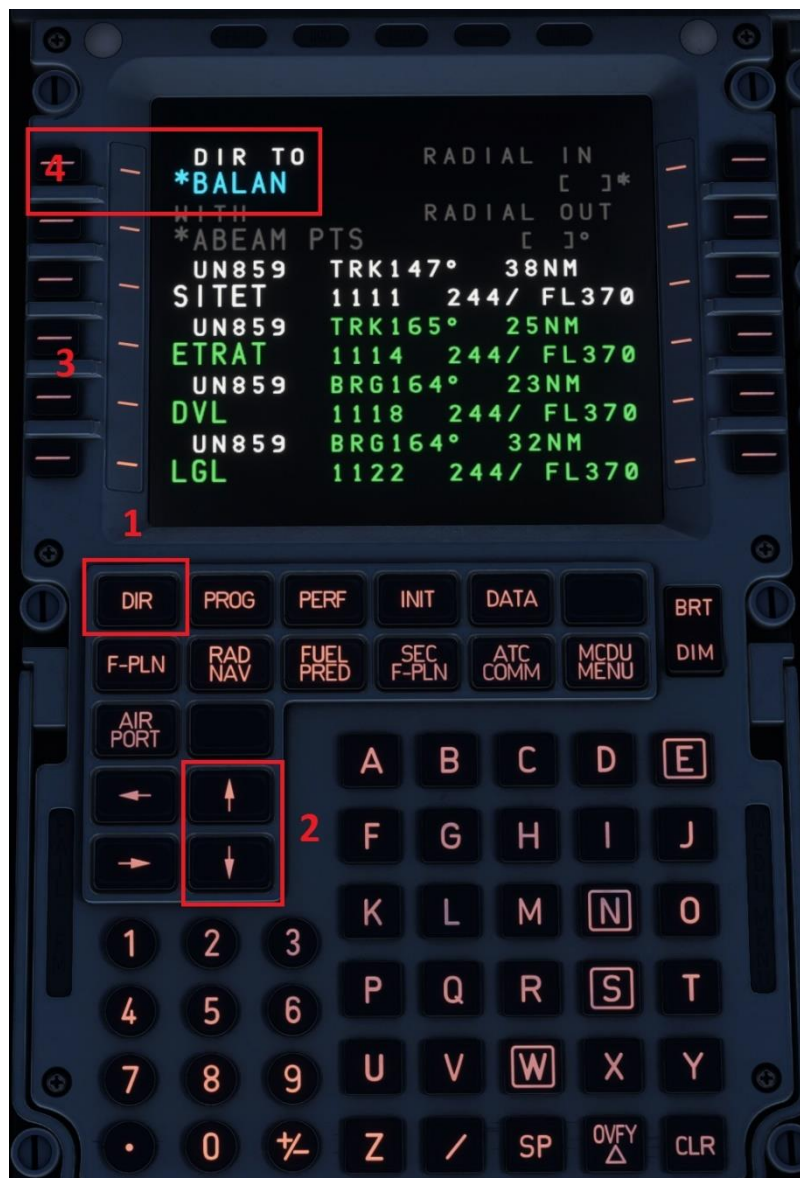 4 DIR TO RADIAL IN
*BALAN [ ]*
WITH RADIAL OUT
*ABEAM PTS [ ]°
UN859 TRK147° 38NM
SITET 1111 244/ FL370
UN859 TRK165° 25NM
3
ETRAT 1114 244/ FL370
UN859 BRG164° 23NM
DVL 1118 244/ FL370
UN859 BRG164° 32NM
LGL 1122 244/ FL370
1
DIR PROG PERF INIT DATA BRT
F-PLN RAD NAV FUEL PRED SEC F-PLN ATC COMM MCDU MENU DIM
AIR PORT
← ↑ A B C D E
2
→ ↓ F G H I J
1 2 3 K L M N O
4 5 6 P Q R S T
7 8 9 U V W X Y
. 0 +/- Z / SP OVFY △ CLR